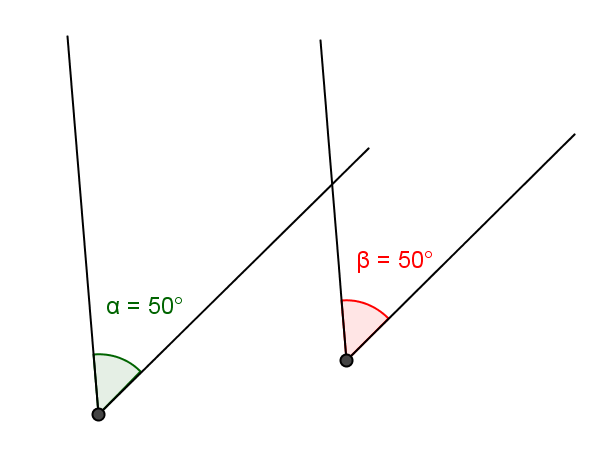 α = 50°
β = 50°